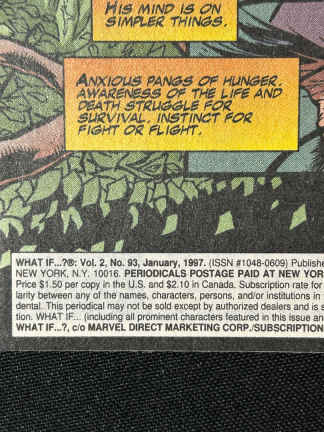 HIS MIND IS ON
SIMPLER THINGS.
ANXIOUS PANGS OF HUNGER.
AWARENESS OF THE LIFE AND
DEATH STRUGGLE FOR
SURVIVAL. INSTINCT FOR
FIGHT OR FLIGHT.
WHAT IF...?®: Vol. 2, No. 93, January, 1997. (ISSN #1048-0609) Publishe
NEW YORK, N.Y. 10016. PERIODICALS POSTAGE PAID AT NEW YOR
Price $1.50 per copy in the U.S. and $2.10 in Canada. Subscription rate for
larity between any of the names, characters, persons, and/or institutions in
dental. This periodical may not be sold except by authorized dealers and is s
tion. WHAT IF... (including all prominent characters featured in this issue an
WHAT IF...?, c/o MARVEL DIRECT MARKETING CORP./SUBSCRIPTION